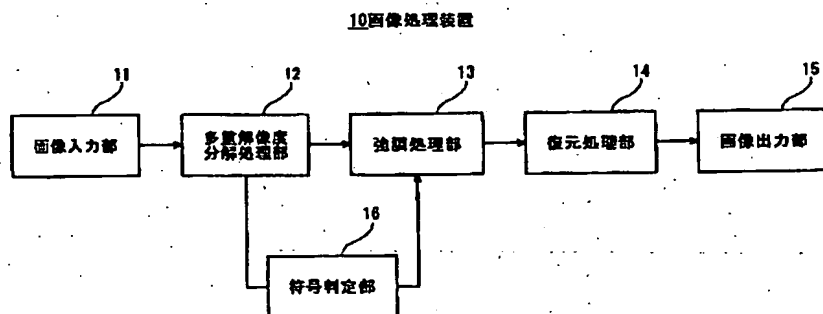 10画像処理装置
11
12
13
14
15
画像入力部
多重解像度
分解処理部
強調処理部
復元処理部
画像出力部
16
符号判定部